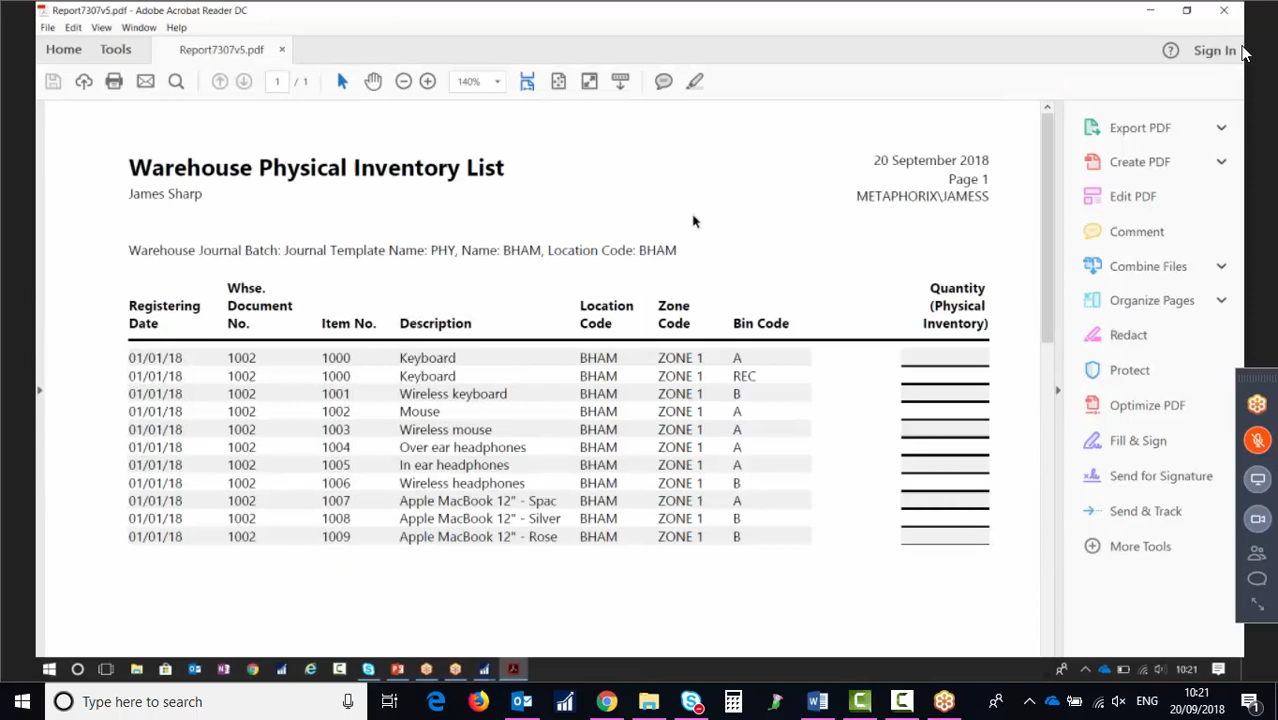 Report7307v5.pdf - Adobe Acrobat Reader DC
File Edit View Window Help
Home Tools Report7307v5.pdf × ? Sign In
1 / 1 140%
Warehouse Physical Inventory List
James Sharp
20 September 2018
Page 1
METAPHORIX\JAMESS
Warehouse Journal Batch: Journal Template Name: PHY, Name: BHAM, Location Code: BHAM
Registering Date Whse. Document No. Item No. Description Location Code Zone Code Bin Code Quantity (Physical Inventory)
01/01/18 1002 1000 Keyboard BHAM ZONE 1 A
01/01/18 1002 1000 Keyboard BHAM ZONE 1 REC
01/01/18 1002 1001 Wireless keyboard BHAM ZONE 1 B
01/01/18 1002 1002 Mouse BHAM ZONE 1 A
01/01/18 1002 1003 Wireless mouse BHAM ZONE 1 A
01/01/18 1002 1004 Over ear headphones BHAM ZONE 1 A
01/01/18 1002 1005 In ear headphones BHAM ZONE 1 A
01/01/18 1002 1006 Wireless headphones BHAM ZONE 1 B
01/01/18 1002 1007 Apple MacBook 12" - Spac BHAM ZONE 1 A
01/01/18 1002 1008 Apple MacBook 12" - Silver BHAM ZONE 1 B
01/01/18 1002 1009 Apple MacBook 12" - Rose BHAM ZONE 1 B
Export PDF
Create PDF
Edit PDF
Comment
Combine Files
Organize Pages
Redact
Protect
Optimize PDF
Fill & Sign
Send for Signature
Send & Track
More Tools
10:21
Type here to search
ENG
10:21
20/09/2018